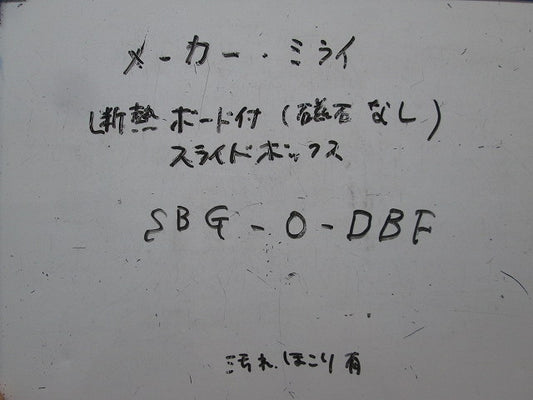 メーカー・ミライ
断熱ボード付(磁石なし)
スライドボックス
SBG-O-DBF
汚れ、ほこり有